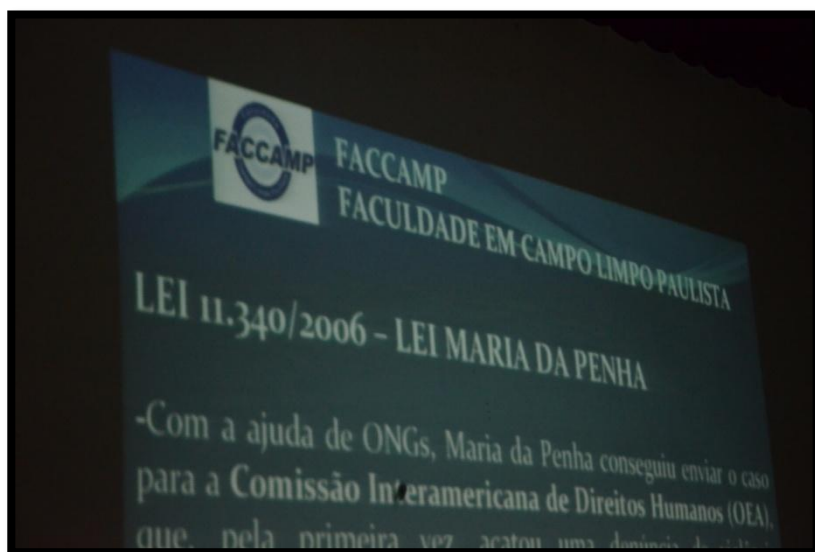 FACCAMP
FACCAMP
FACULDADE EM CAMPO LIMPO PAULISTA
LEI 11.340/2006 – LEI MARIA DA PENHA
-Com a ajuda de ONGs, Maria da Penha conseguiu enviar o caso
para a Comissão Interamericana de Direitos Humanos (OEA),
que, pela primeira vez, acatou uma denúncia de